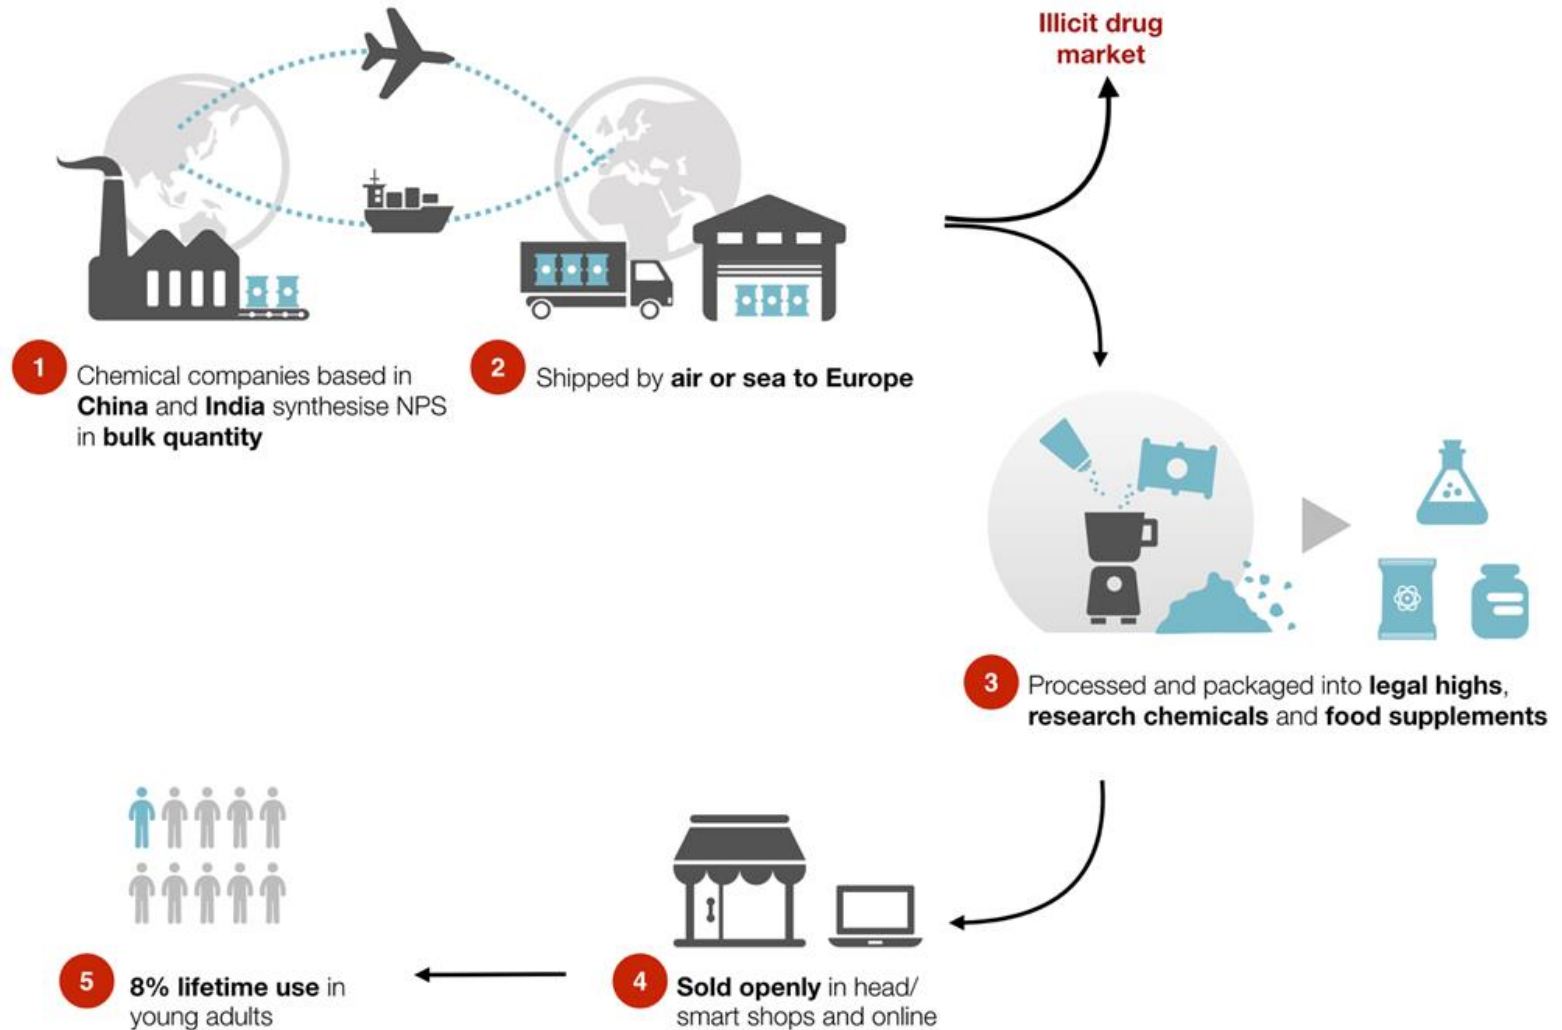 Illicit drug
market
1
Chemical companies based in
China and India synthesise NPS
in bulk quantity
2
Shipped by air or sea to Europe
3
Processed and packaged into legal highs,
research chemicals and food supplements
4
Sold openly in head/
smart shops and online
5
8% lifetime use in
young adults